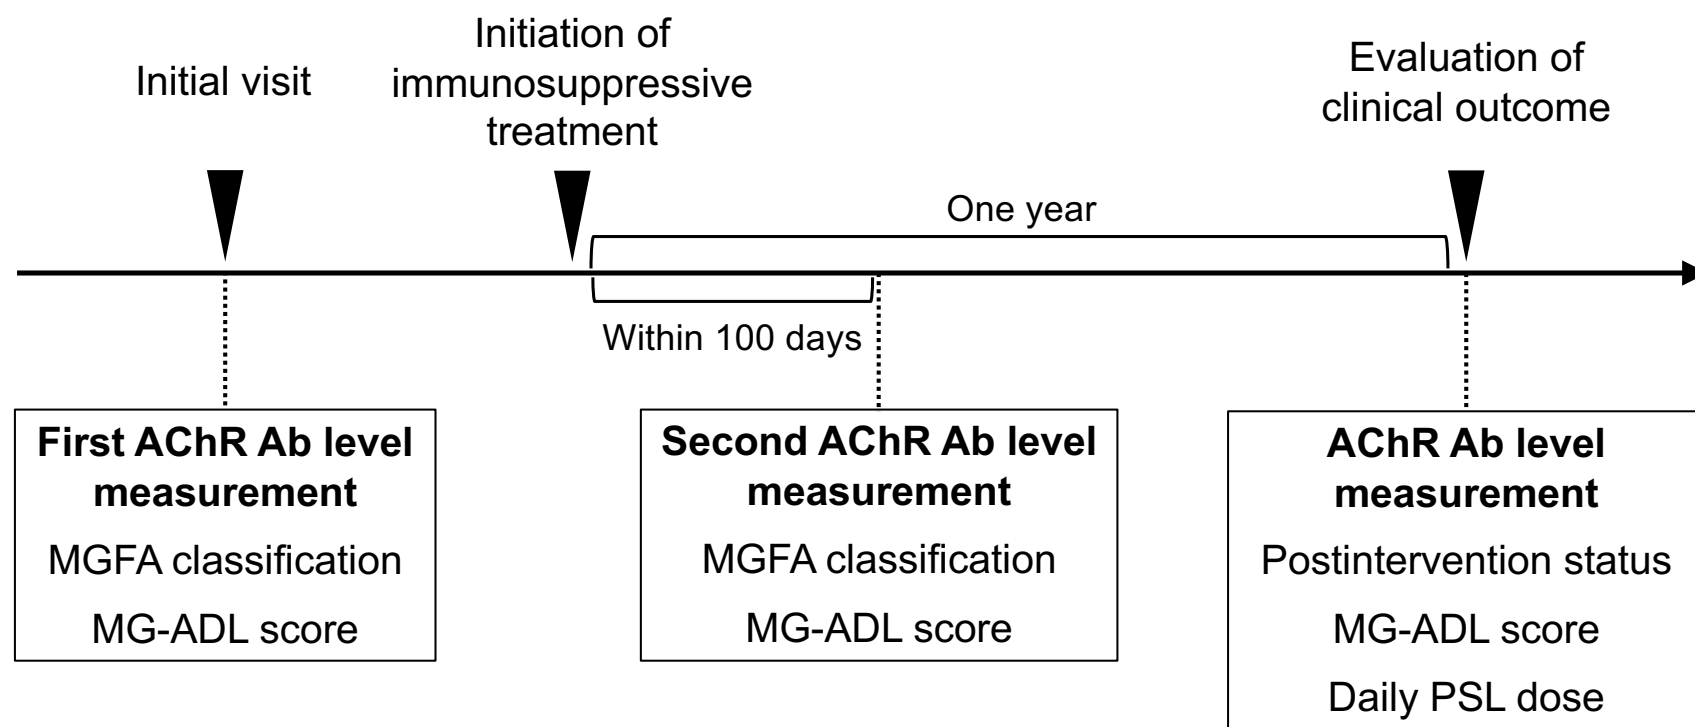 Initial visit
Initiation of
immunosuppressive
treatment
Evaluation of
clinical outcome
One year
Within 100 days
First AChR Ab level
measurement
MGFA classification
MG-ADL score
Second AChR Ab level
measurement
MGFA classification
MG-ADL score
AChR Ab level
measurement
Postintervention status
MG-ADL score
Daily PSL dose